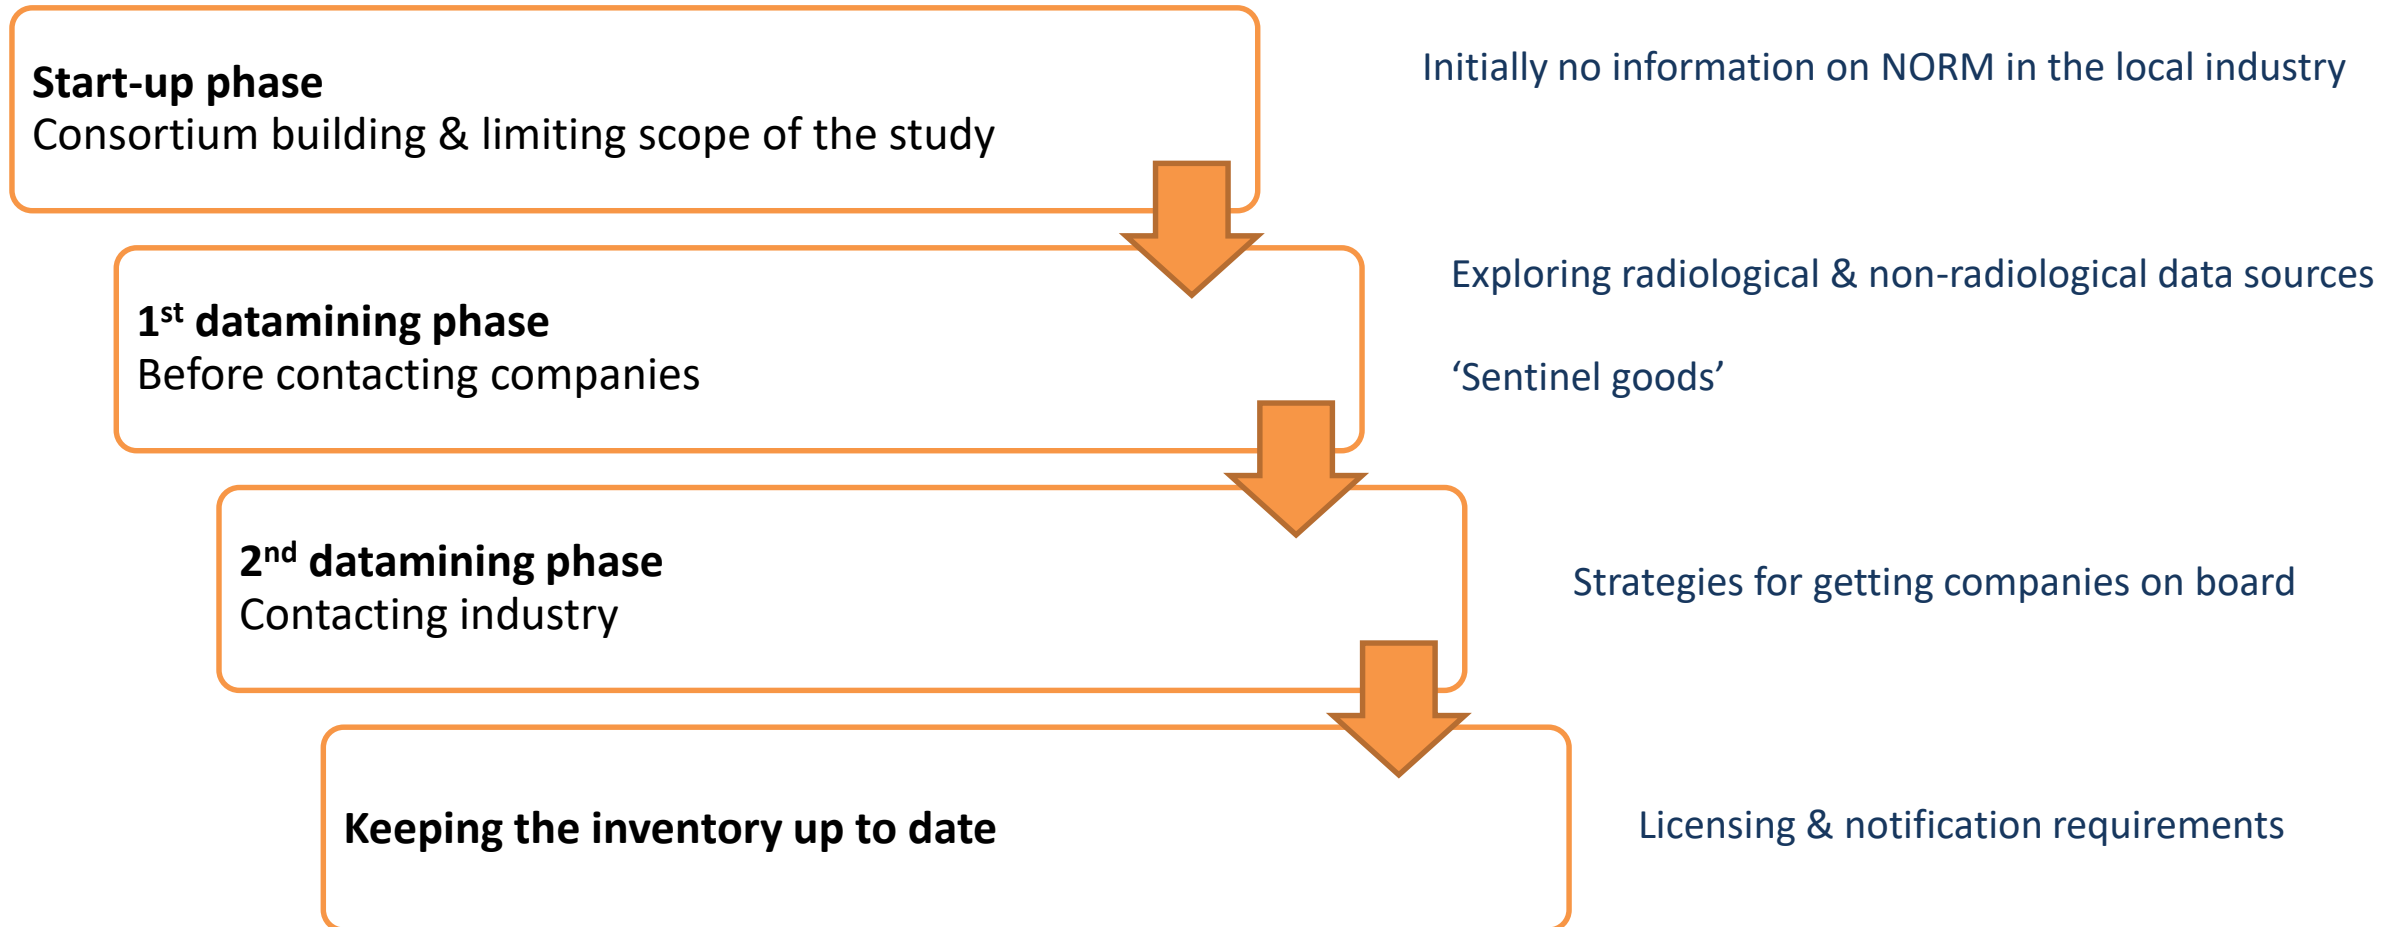 Start-up phase
Consortium building & limiting scope of the study
Initially no information on NORM in the local industry
1st datamining phase
Before contacting companies
Exploring radiological & non-radiological data sources
‘Sentinel goods’
2nd datamining phase
Contacting industry
Strategies for getting companies on board
Keeping the inventory up to date
Licensing & notification requirements